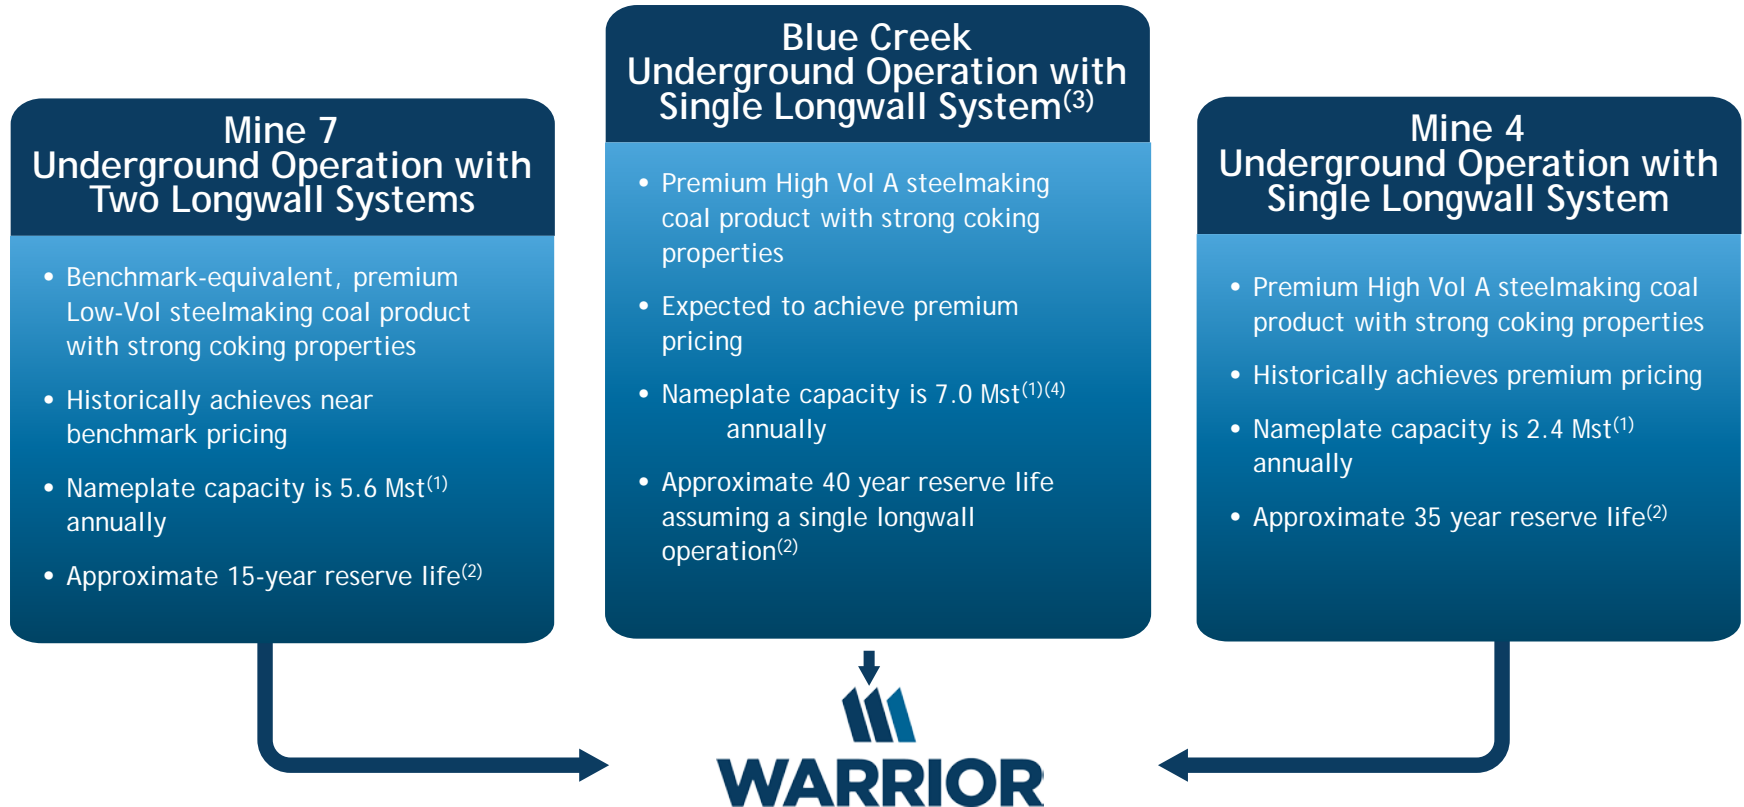 Mine 7
Underground Operation with
Two Longwall Systems
• Benchmark-equivalent, premium
Low-Vol steelmaking coal product
with strong coking properties
• Historically achieves near
benchmark pricing
• Nameplate capacity is 5.6 Mst(1)
annually
• Approximate 15-year reserve life(2)
Blue Creek
Underground Operation with
Single Longwall System(3)
• Premium High Vol A steelmaking
coal product with strong coking
properties
• Expected to achieve premium
pricing
• Nameplate capacity is 7.0 Mst(1)(4)
annually
• Approximate 40 year reserve life
assuming a single longwall
operation(2)
Mine 4
Underground Operation with
Single Longwall System
• Premium High Vol A steelmaking coal
product with strong coking properties
• Historically achieves premium pricing
• Nameplate capacity is 2.4 Mst(1)
annually
• Approximate 35 year reserve life(2)
WARRIOR